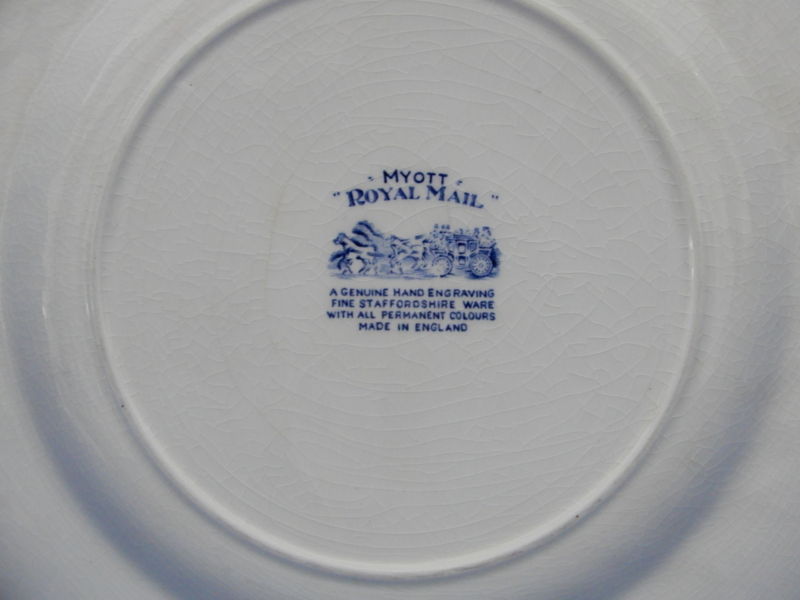 MYOTT
"ROYAL MAIL"
A GENUINE HAND ENGRAVING
FINE STAFFORDSHIRE WARE
WITH ALL PERMANENT COLOURS
MADE IN ENGLAND